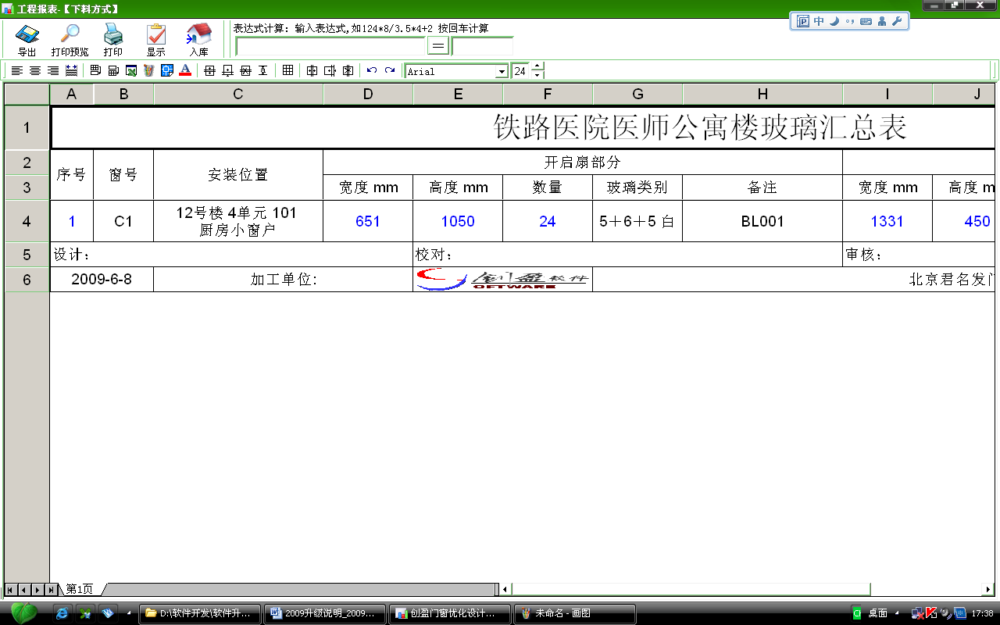 工程报表-【下料方式】
中
导出 打印预览 打印 显示 入库
表达式计算: 输入表达式,如124*8/3.5*4+2 按回车计算
Arial 24
A B C D E F G H I J
1 铁路医院医师公寓楼玻璃汇总表
2 序号 窗号 安装位置 开启扇部分
3 宽度 mm 高度 mm 数量 玻璃类别 备注 宽度 mm 高度 m
4 1 C1 12号楼 4单元 101 651 1050 24 5+6+5 白 BL001 1331 450
厨房小窗户
5 设计: 校对: 审核:
6 2009-6-8 加工单位: 创盈软件 北京君名发门
OFTWARE
第1页
D:\软件开发\软件升... 2009升级说明_2009... 创盈门窗优化设计... 未命名 - 画图 桌面 17:38